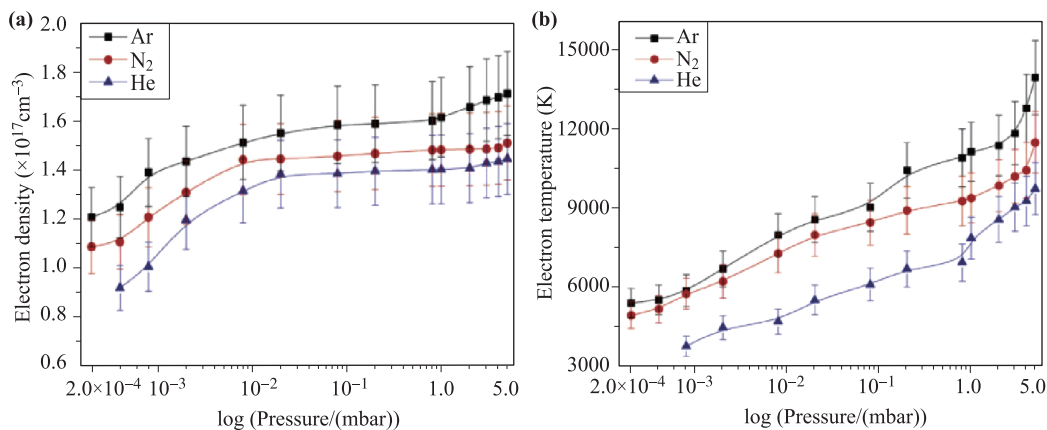 (a)
2.0
1.8
1.6
1.4
1.2
1.0
0.8
0.6
Electron density (×10¹⁷cm⁻³)
Ar
N₂
He
2.0×10⁻⁴ 10⁻³ 10⁻² 10⁻¹ 1.0 5.0
log (Pressure/(mbar))
(b)
15000
12000
9000
6000
3000
Electron temperature (K)
Ar
N₂
He
2.0×10⁻⁴ 10⁻³ 10⁻² 10⁻¹ 1.0 5.0
log (Pressure/(mbar))